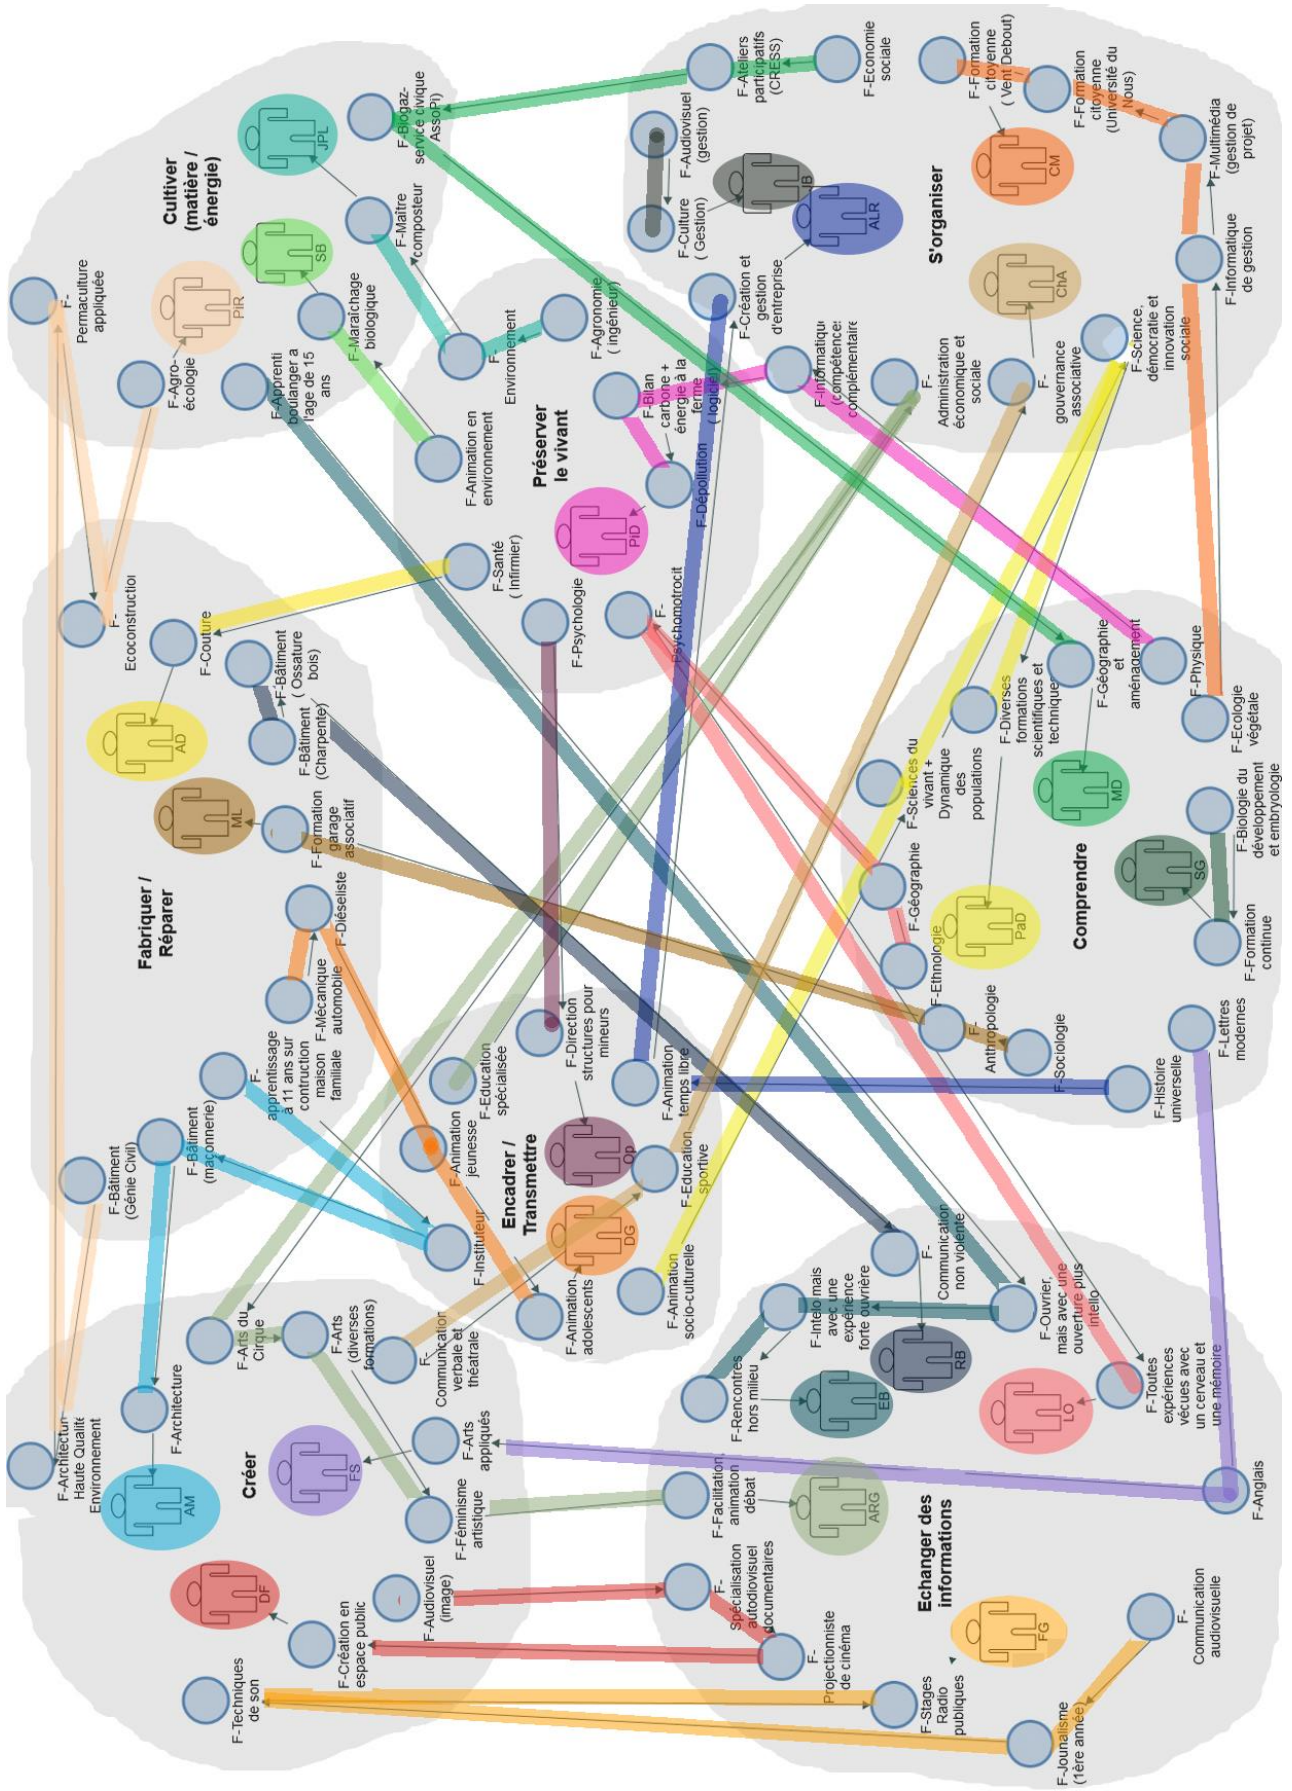 F-
Permaculture
appliquée
Cultiver
(matière /
énergie)
PiR
F-Agro-
écologie
SB
JPL
F-Biogaz-
service civique
AssoPi)
F-Maître
composteur
F-Maraîchage
biologique
F-Apprenti
boulanger a
l'age de 15
ans
F-
Environnement
F-Agronomie
( ingénieur)
F-Animation en
environnement
F-Ateliers
participatifs
(CRESS)
F-Economie
sociale
F-Audiovisuel
(gestion)
F-Culture
( Gestion)
IB
ALR
F-Formation
citoyenne
( Vent Debout)
F-Formation
citoyenne
(Université du
Nous)
CM
F-Multimédia
(gestion de
projet)
S'organiser
F-Création et
gestion
d'entreprise
ChA
F-Informatique
de gestion
F-Science,
démocratie et
innovation
sociale
F-
gouvernance
associative
F-
Administration
économique et
sociale
F-Informatiqu
(compétences
complémentaire
Préserver
le vivant
F-Bilan
carbone +
énergie à la
ferme
( logiciel)
F-Dépollution
PiD
F-Santé
( Infirmier)
F-Psychologie
F-
Psychomotrocit
F-
Ecoconstruction
F-Couture
AD
F-Bâtiment
( Ossature
bois)
F-Bâtiment
(Charpente)
ML
F-Formation
garage
associatif
Fabriquer /
Réparer
F-Diéseliste
F-Mécanique
automobile
F-
apprentissage
à 11 ans sur
contruction
maison
familiale
F-Bâtiment
(maçonnerie)
F-Bâtiment
(Génie Civil)
F-Direction
structures pour
mineurs
F-Education
spécialisée
F-Animation
temps libre
F-Animation
jeunesse
Encadrer /
Transmettre
Op
F-Education
sportive
DG
F-Instituteur
F-Animation
adolescents
F-Animation
socio-culturelle
F-Géographie
et
aménagement
F-Physique
F-Ecologie
végétale
F-Diverses
formations
scientifiques et
technique
F-Sciences du
vivant +
Dynamique
des
populations
MD
Comprendre
SG
F-Biologie du
développement
et embryologie
F-Formation
continue
F-Géographie
F-Ethnologie
PaD
F-
Anthropologie
F-Sociologie
F-Histoire
universelle
F-Lettres
modernes
F-Architectur
Haute Qualité
Environnement
F-Architecture
AM
F-Arts du
Cirque
F-Arts
(diverses
formations)
F-
Communication
verbale et
théatrale
Créer
FS
F-Arts
appliqués
F-Féminisme
artistique
DF
F-Audiovisuel
(image)
F-Création en
espace public
F-Techniques
de son
F-
Communication
non violente
F-Intelo mais
avec une
expérience
forte ouvrière
F-Ouvrier,
mais avec une
ouverture plus
intello
RB
EB
F-Rencontres
hors milieu
LO
F-Toutes
expériences
vécues avec
un cerveau et
une mémoire
F-Anglais
F-Facilitation,
animation
débat
ARG
Echanger des
informations
F-
Spécialisation
autodiovisuel
documentaires
F-
Projectionniste
de cinéma
FG
F-Stages
Radio
publiques
F-
Communication
audiovisuelle
F-Jounalisme
(1ère année)